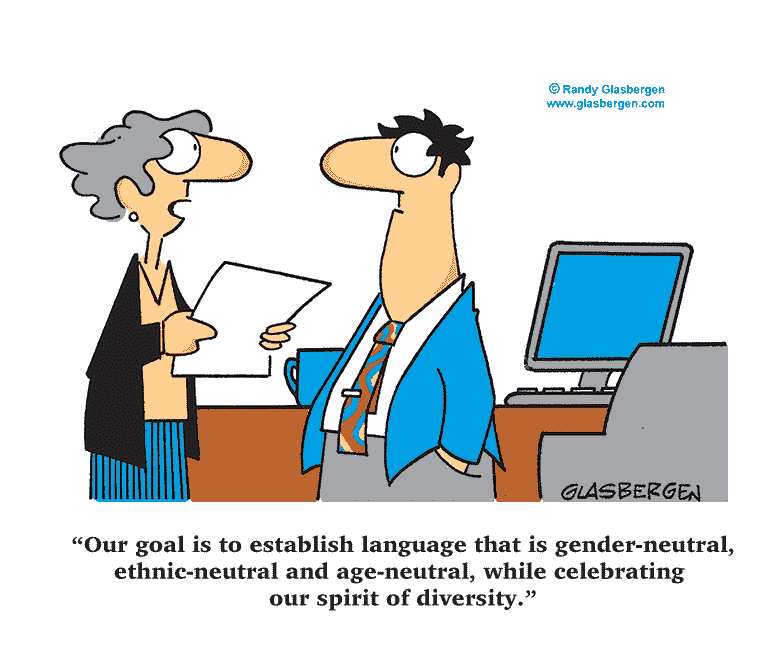 © Randy Glasbergen
www.glasbergen.com
GLASBERGEN
“Our goal is to establish language that is gender-neutral,
ethnic-neutral and age-neutral, while celebrating
our spirit of diversity.”